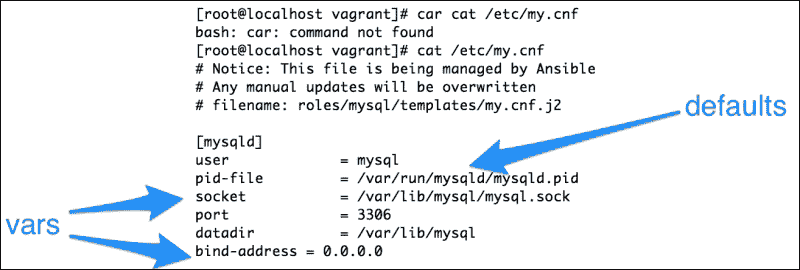 [root@localhost vagrant]# car cat /etc/my.cnf
bash: car: command not found
[root@localhost vagrant]# cat /etc/my.cnf
# Notice: This file is being managed by Ansible
# Any manual updates will be overwritten
# filename: roles/mysql/templates/my.cnf.j2
defaults
[mysqld]
user = mysql
pid-file = /var/run/mysqld/mysqld.pid
socket = /var/lib/mysql/mysql.sock
port = 3306
vars
datadir = /var/lib/mysql
bind-address = 0.0.0.0